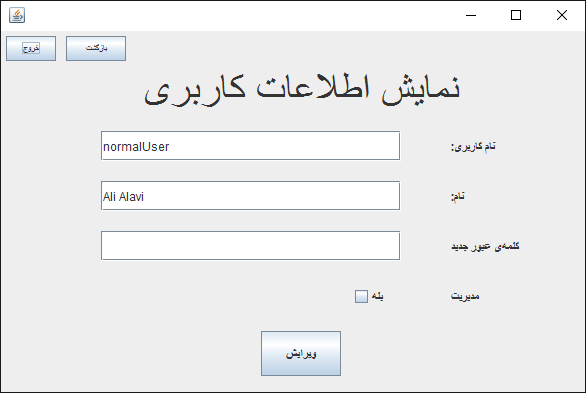 خروج
بازگشت
نمایش اطلاعات کاربری
نام کاربری:
normalUser
نام:
Ali Alavi
کلمه‌ی عبور جدید
مدیریت
بله
ویرایش